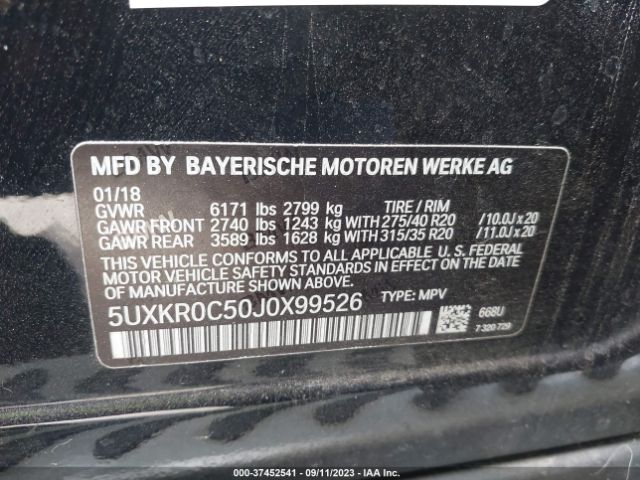 MFD BY BAYERISCHE MOTOREN WERKE AG
01/18
GVWR 6171 lbs 2799 kg TIRE / RIM
GAWR FRONT 2740 lbs 1243 kg WITH 275/40 R20 /10.0J x 20
GAWR REAR 3589 lbs 1628 kg WITH 315/35 R20 /11.0J x 20
THIS VEHICLE CONFORMS TO ALL APPLICABLE U. S. FEDERAL
MOTOR VEHICLE SAFETY STANDARDS IN EFFECT ON THE DATE
OF MANUFACTURE SHOWN ABOVE.
5UXKR0C50J0X99526 TYPE: MPV
668U
7 320 729
000-37452541 - 09/11/2023 - IAA Inc.